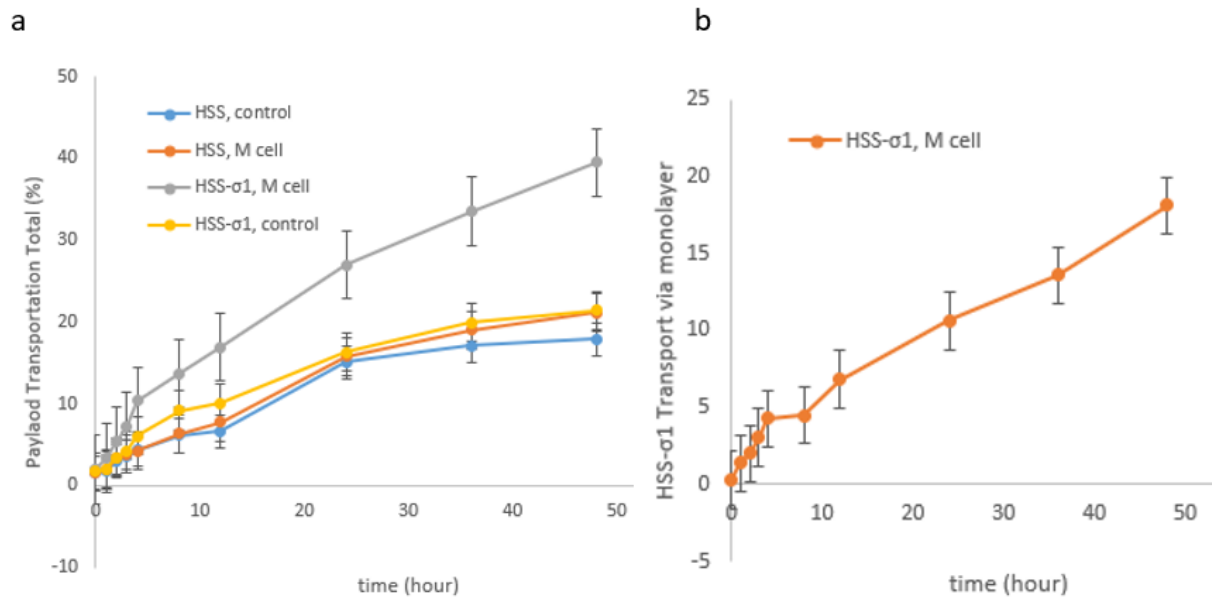 a
b
50
40
30
20
10
0
-10
Paylaod Transportation Total (%)
HSS, control
HSS, M cell
HSS-σ1, M cell
HSS-σ1, control
0
10
20
30
40
50
time (hour)
25
20
15
10
5
0
-5
HSS-σ1 Transport via monolayer
HSS-σ1, M cell
0
10
20
30
40
50
time (hour)